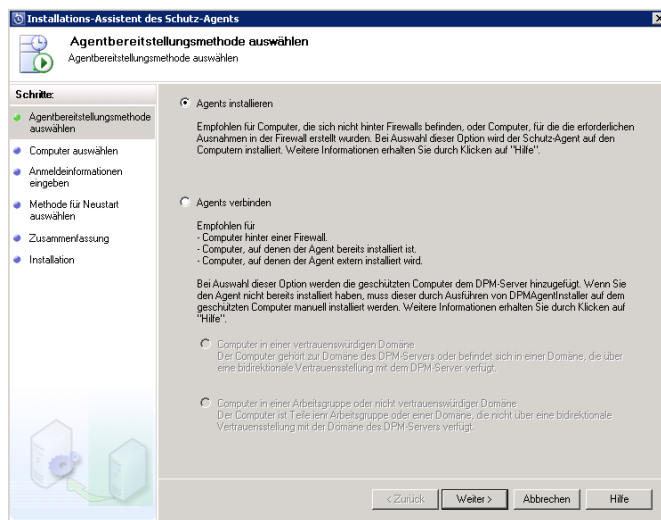 Installations-Assistent des Schutz-Agents
Agentbereitstellungsmethode auswählen
Agentbereitstellungsmethode auswählen
Schritte:
Agentbereitstellungsmethode
auswählen
Computer auswählen
Anmeldeinformationen
eingeben
Methode für Neustart
auswählen
Zusammenfassung
Installation
Agents installieren
Empfohlen für Computer, die sich nicht hinter Firewalls befinden, oder Computer, für die die erforderlichen
Ausnahmen in der Firewall erstellt wurden. Bei Auswahl dieser Option wird der Schutz-Agent auf den
Computern installiert. Weitere Informationen erhalten Sie durch Klicken auf "Hilfe".
Agents verbinden
Empfohlen für
- Computer hinter einer Firewall.
- Computer, auf denen der Agent bereits installiert ist.
- Computer, auf denen der Agent extern installiert wird.
Bei Auswahl dieser Option werden die geschützten Computer dem DPM-Server hinzugefügt. Wenn Sie
den Agent nicht bereits installiert haben, muss dieser durch Ausführen von DPMAgentInstaller auf dem
geschützten Computer manuell installiert werden. Weitere Informationen erhalten Sie durch Klicken auf
"Hilfe".
Computer in einer vertrauenswürdigen Domäne
Der Computer gehört zur Domäne des DPM-Servers oder befindet sich in einer Domäne, die über
eine bidirektionale Vertrauensstellung mit dem DPM-Server verfügt.
Computer in einer Arbeitsgruppe oder nicht vertrauenswürdiger Domäne
Der Computer ist Teile ienr Arbeitsgruppe oder einer Domäne, die nicht über eine bidirektionale
Vertrauensstellung mit der Domäne des DPM-Servers verfügt.
< Zurück Weiter > Abbrechen Hilfe